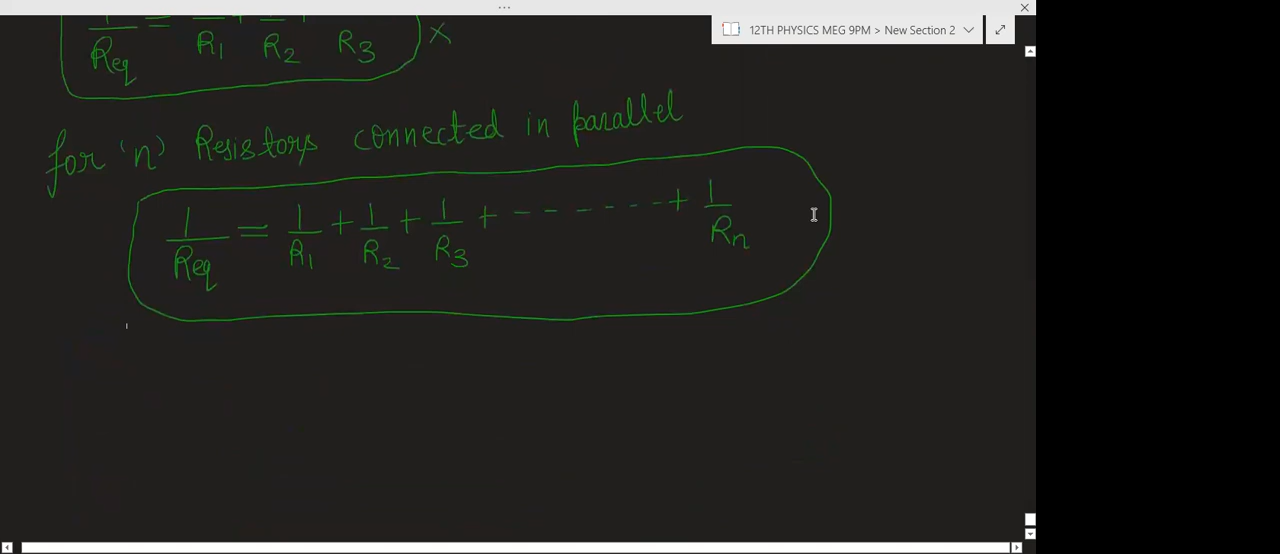 12TH PHYSICS MEG 9PM > New Section 2
1/Req = 1/R1 + 1/R2 + 1/R3 ×
for 'n' Resistors connected in parallel
1/Req = 1/R1 + 1/R2 + 1/R3 + ------- + 1/Rn